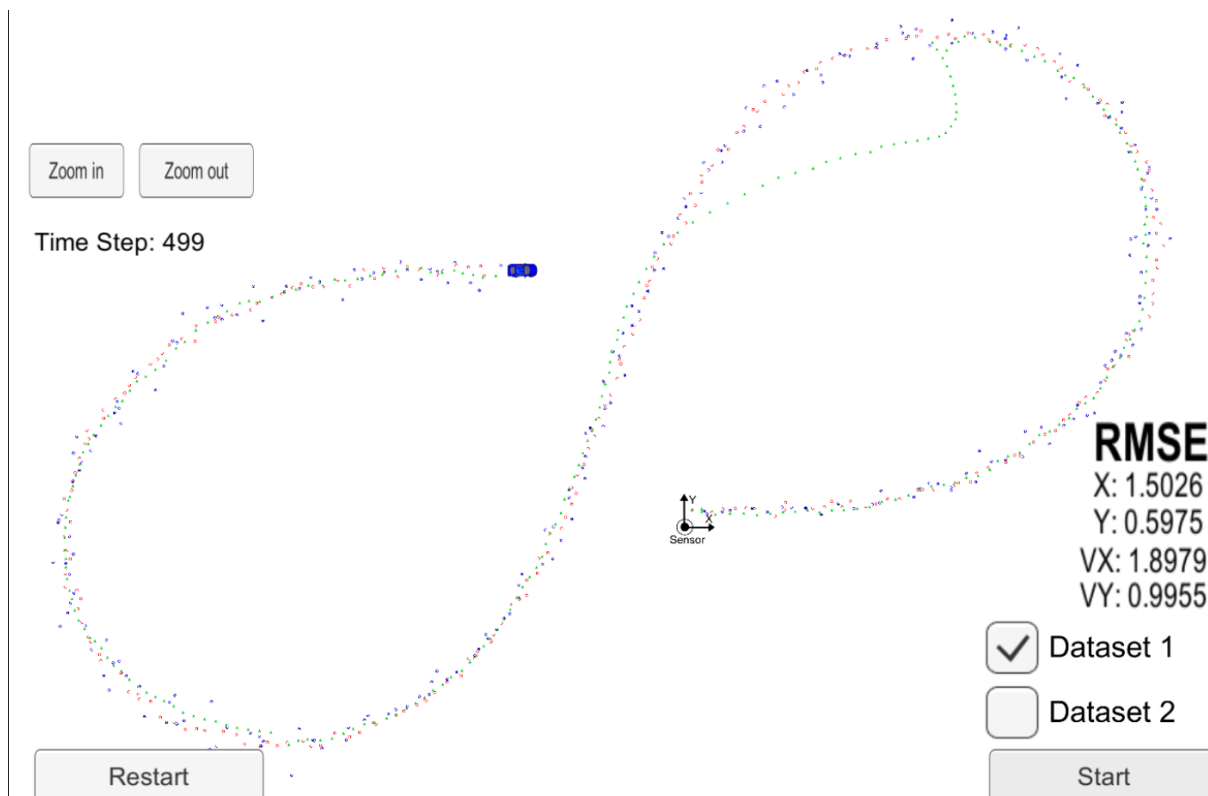 Zoom in
Zoom out
Time Step: 499
Y
X
Sensor
RMSE
X: 1.5026
Y: 0.5975
VX: 1.8979
VY: 0.9955
Dataset 1
Dataset 2
Restart
Start